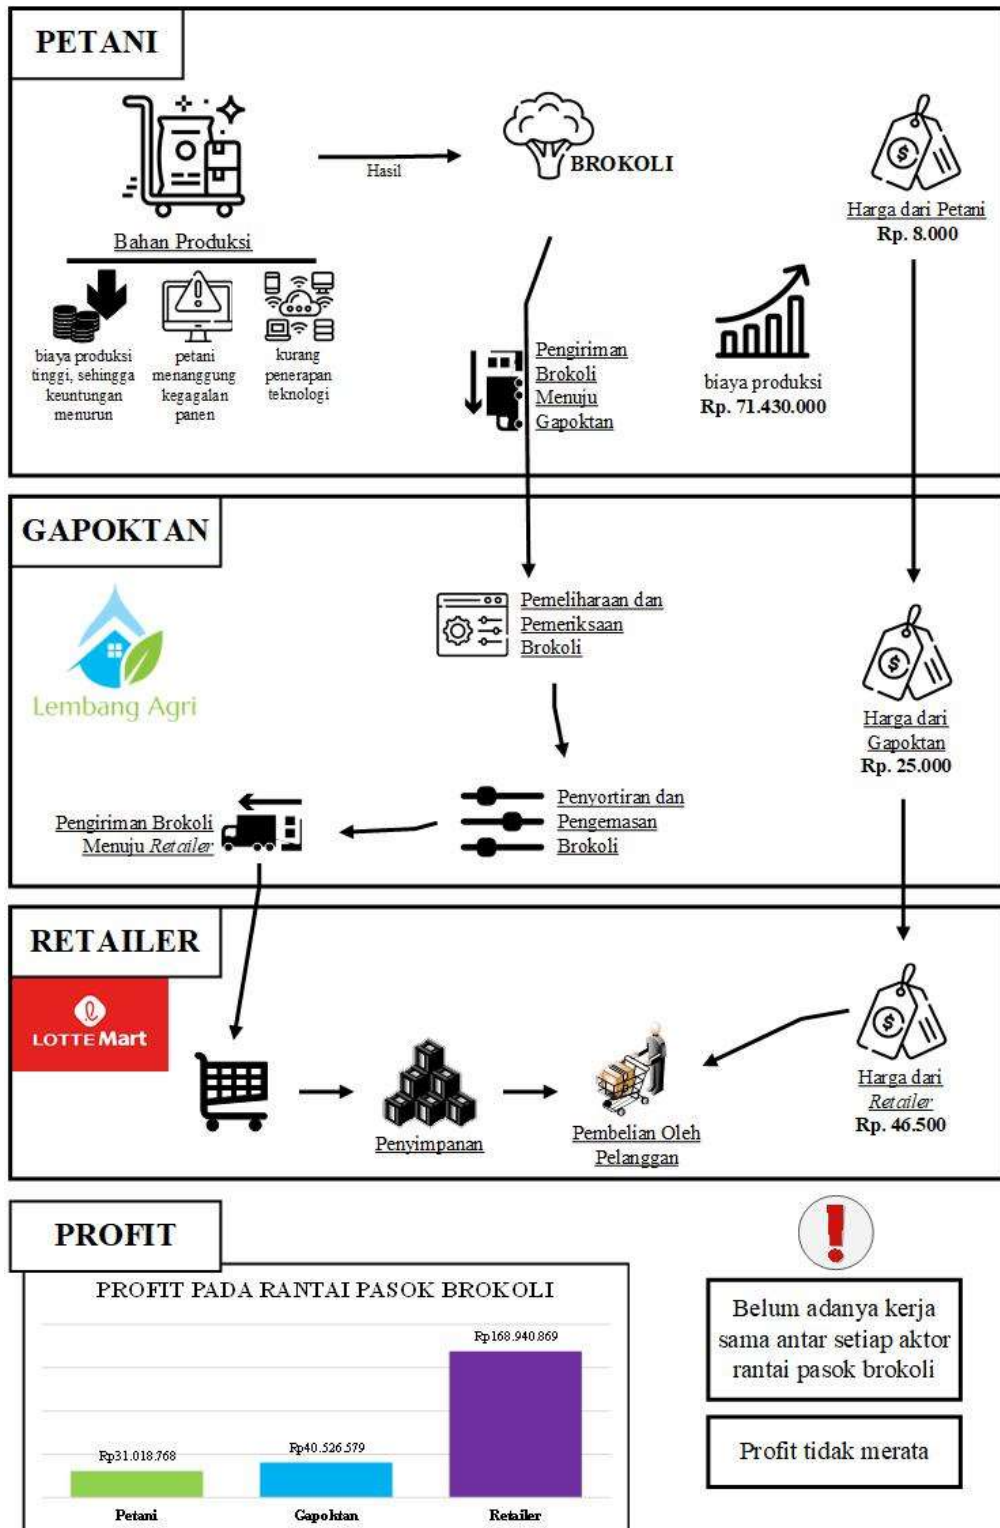 PETANI
Hasil
BROKOLI
Bahan Produksi
biaya produksi
tinggi, sehingga
keuntungan
menurun
petani
menanggung
kegagalan
panen
kurang
penerapan
teknologi
Pengiriman
Brokoli
Menuju
Gapoktan
biaya produksi
Rp. 71.430.000
Harga dari Petani
Rp. 8.000
GAPOKTAN
Lembang Agri
Pemeliharaan dan
Pemeriksaan
Brokoli
Harga dari
Gapoktan
Rp. 25.000
Penyortiran dan
Pengemasan
Brokoli
Pengiriman Brokoli
Menuju Retailer
RETAILER
LOTTE Mart
Penyimpanan
Pembelian Oleh
Pelanggan
Harga dari
Retailer
Rp. 46.500
PROFIT
PROFIT PADA RANTAI PASOK BROKOLI
Rp31.018.768
Rp40.526.579
Rp168.940.869
Petani
Gapoktan
Retailer
Belum adanya kerja
sama antar setiap aktor
rantai pasok brokoli
Profit tidak merata